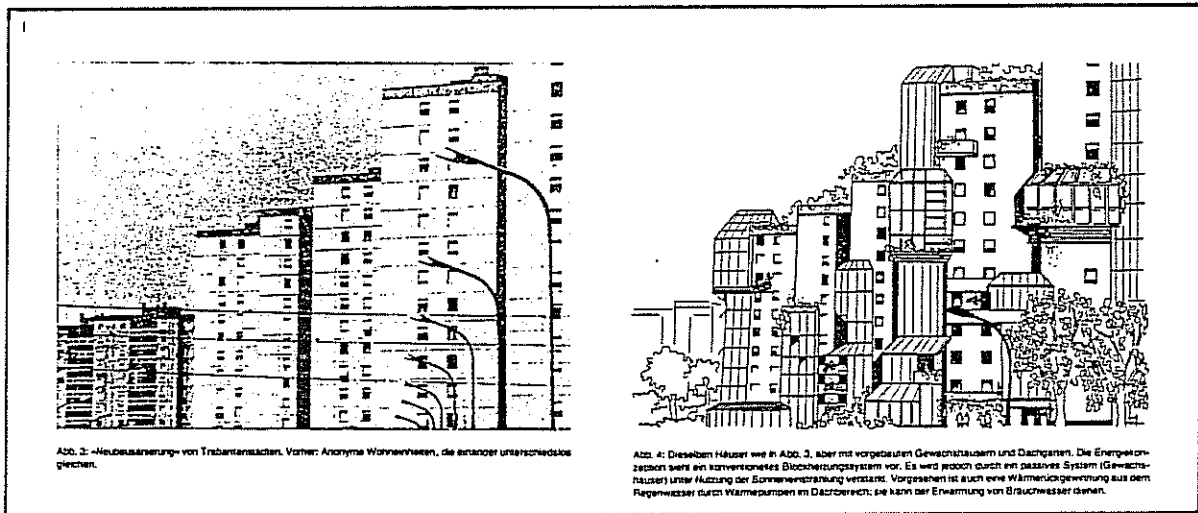 Abb. 3: «Neubausanierung» von Trabantenstädten. Vorher: Anonyme Wohneinheiten, die einander unterschiedslos
gleichen.
Abb. 4: Dieselben Häuser wie in Abb. 3, aber mit vorgebauten Gewächshäusern und Dachgärten. Die Energiekon-
zeption sieht ein konventionelles Blockheizungssystem vor. Es wird jedoch durch ein passives System (Gewächs-
häuser) unter Nutzung der Sonneneinstrahlung verstärkt. Vorgesehen ist auch eine Wärmerückgewinnung aus dem
Regenwasser durch Wärmepumpen im Dachbereich; sie kann der Erwärmung von Brauchwasser dienen.